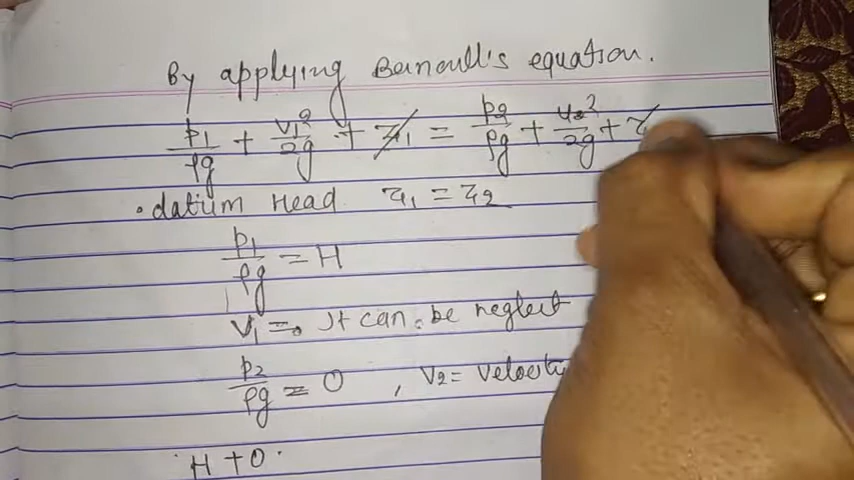 By applying Bernoulli's equation.
p1/ρg + v1²/2g + z1 = p2/ρg + v2²/2g + z
• datum Head z1 = z2
p1/ρg = H
v1 = 0 It can be neglect
p2/ρg = 0 , v2 = velocity
H + 0